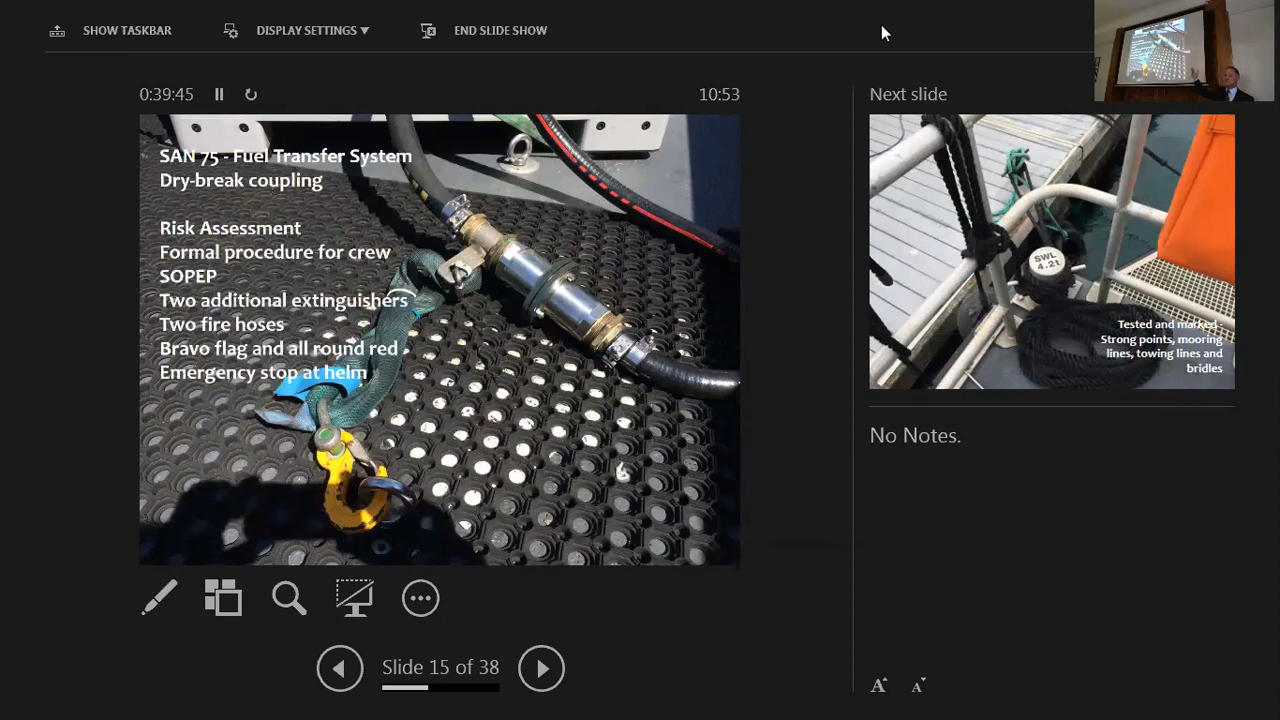 SHOW TASKBAR
DISPLAY SETTINGS ▼
END SLIDE SHOW
0:39:45
10:53
Next slide
SAN 75 - Fuel Transfer System
Dry-break coupling
Risk Assessment
Formal procedure for crew
SOPEP
Two additional extinguishers
Two fire hoses
Bravo flag and all round red
Emergency stop at helm
SWL
4.2t
Tested and marked
Strong points, mooring
lines, towing lines and
bridles
No Notes.
Slide 15 of 38
A
A